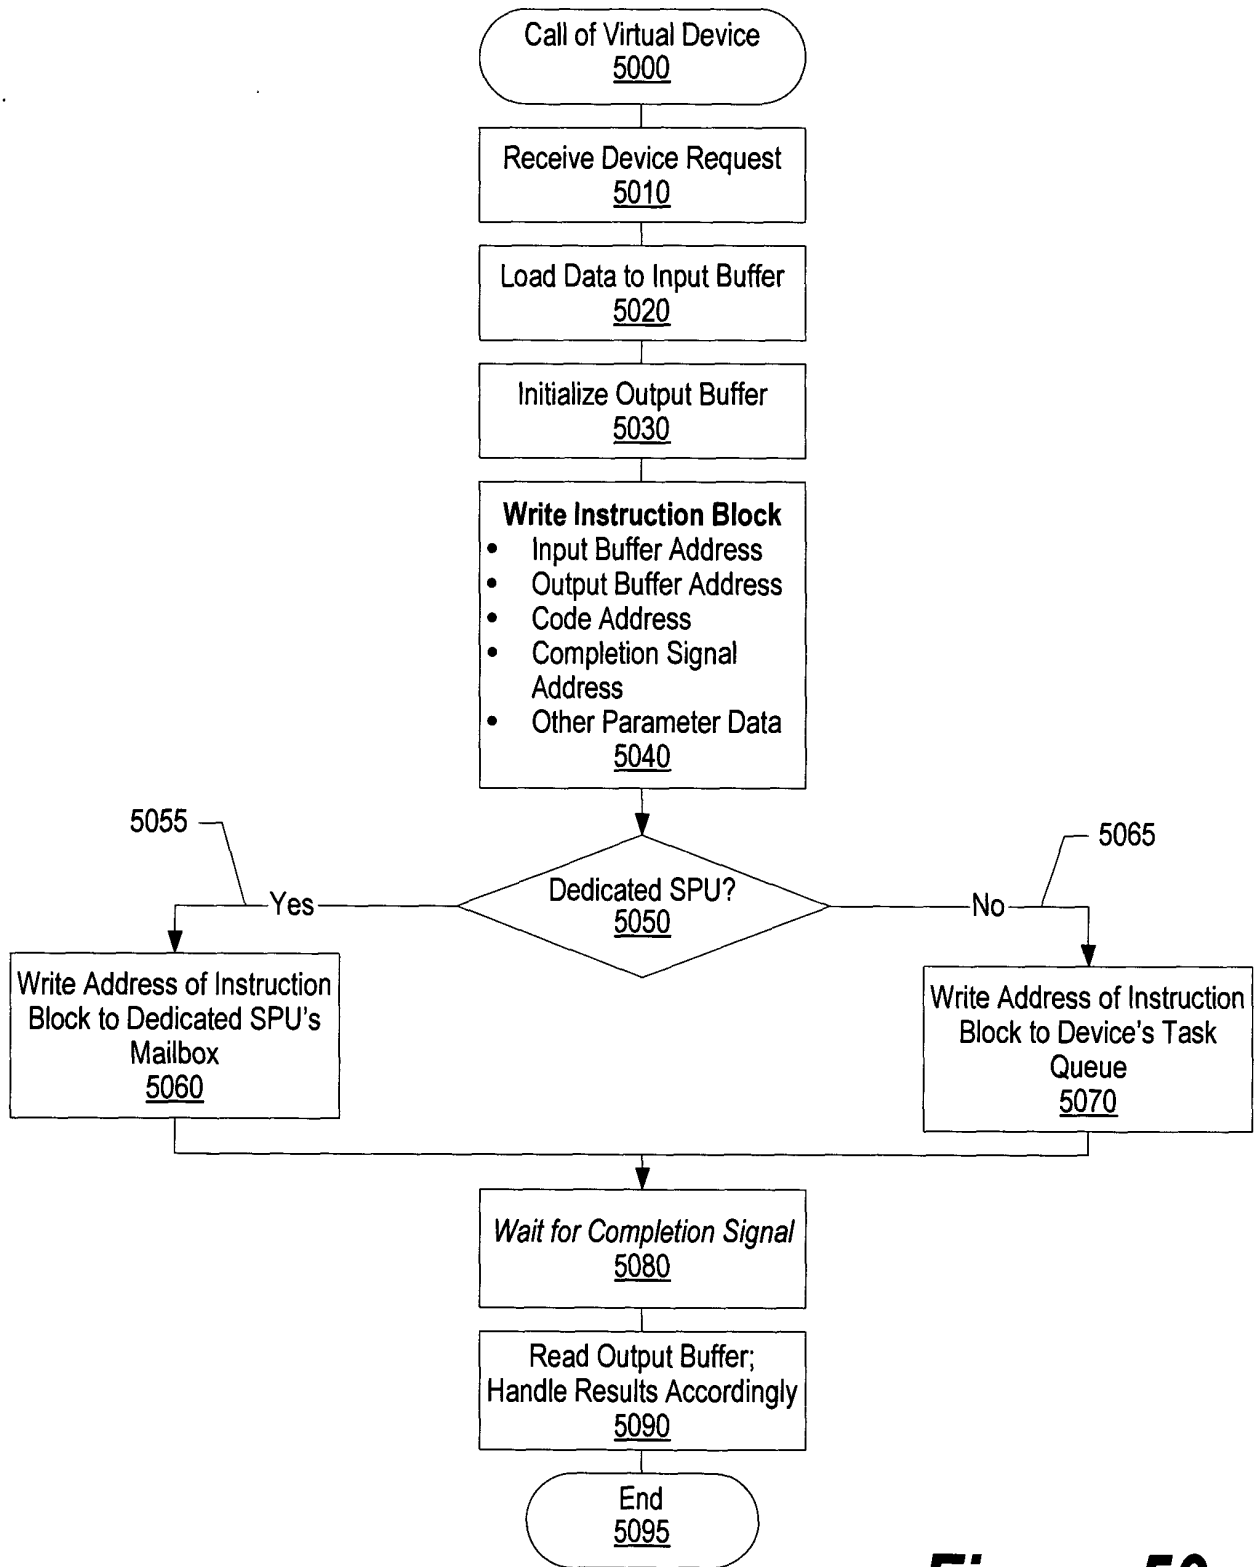 Call of Virtual Device
5000
Receive Device Request
5010
Load Data to Input Buffer
5020
Initialize Output Buffer
5030
Write Instruction Block
• Input Buffer Address
• Output Buffer Address
• Code Address
• Completion Signal
Address
• Other Parameter Data
5040
5055
5065
Dedicated SPU?
5050
Yes
No
Write Address of Instruction
Block to Dedicated SPU's
Mailbox
5060
Write Address of Instruction
Block to Device's Task
Queue
5070
Wait for Completion Signal
5080
Read Output Buffer;
Handle Results Accordingly
5090
End
5095